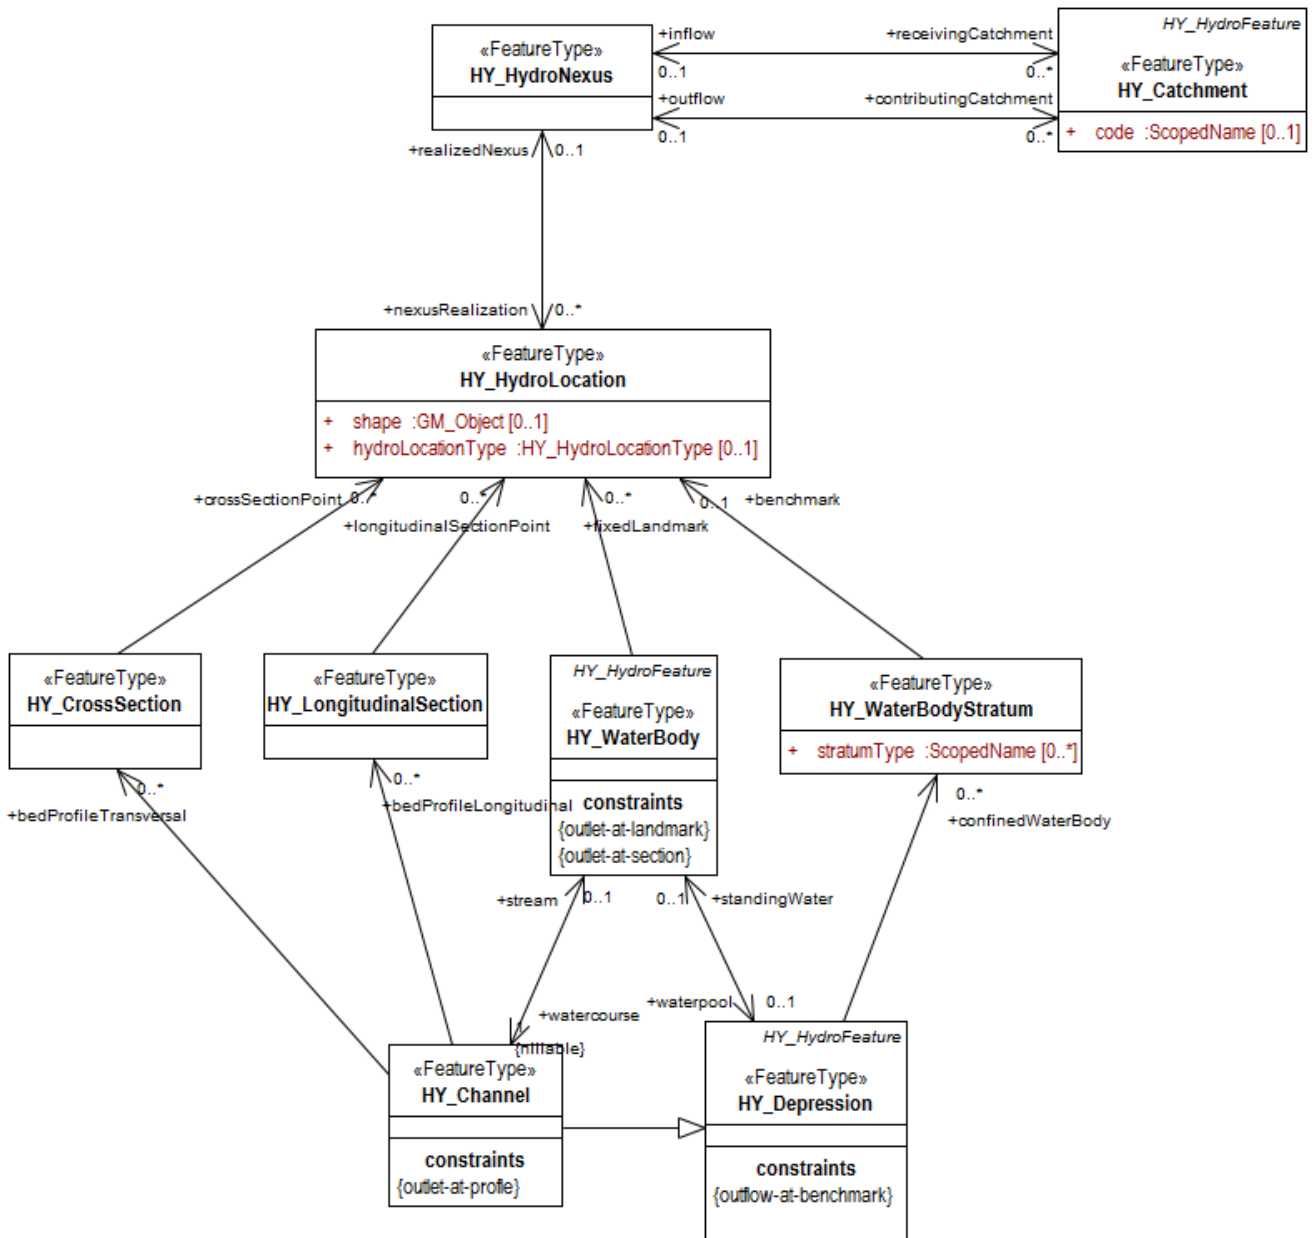 HY_HydroFeature
«FeatureType»
HY_HydroNexus
+inflow
0..1
+receivingCatchment
0..*
«FeatureType»
HY_Catchment
+outflow
0..1
+contributingCatchment
0..*
+ code :ScopedName [0..1]
+realizedNexus
0..1
+nexusRealization
0..*
«FeatureType»
HY_HydroLocation
+ shape :GM_Object [0..1]
+ hydroLocationType :HY_HydroLocationType [0..1]
+crossSectionPoint
0..*
0..*
+longitudinalSectionPoint
0..*
+fixedLandmark
0..1
+benchmark
«FeatureType»
HY_CrossSection
«FeatureType»
HY_LongitudinalSection
HY_HydroFeature
«FeatureType»
HY_WaterBody
constraints
{outlet-at-landmark}
{outlet-at-section}
«FeatureType»
HY_WaterBodyStratum
+ stratumType :ScopedName [0..*]
0..*
+bedProfileTransversal
0..*
+bedProfileLongitudinal
0..*
+confinedWaterBody
+stream
0..1
0..1
+standingWater
+watercourse
1
{nillable}
+waterpool
0..1
«FeatureType»
HY_Channel
constraints
{outlet-at-profle}
HY_HydroFeature
«FeatureType»
HY_Depression
constraints
{outflow-at-benchmark}